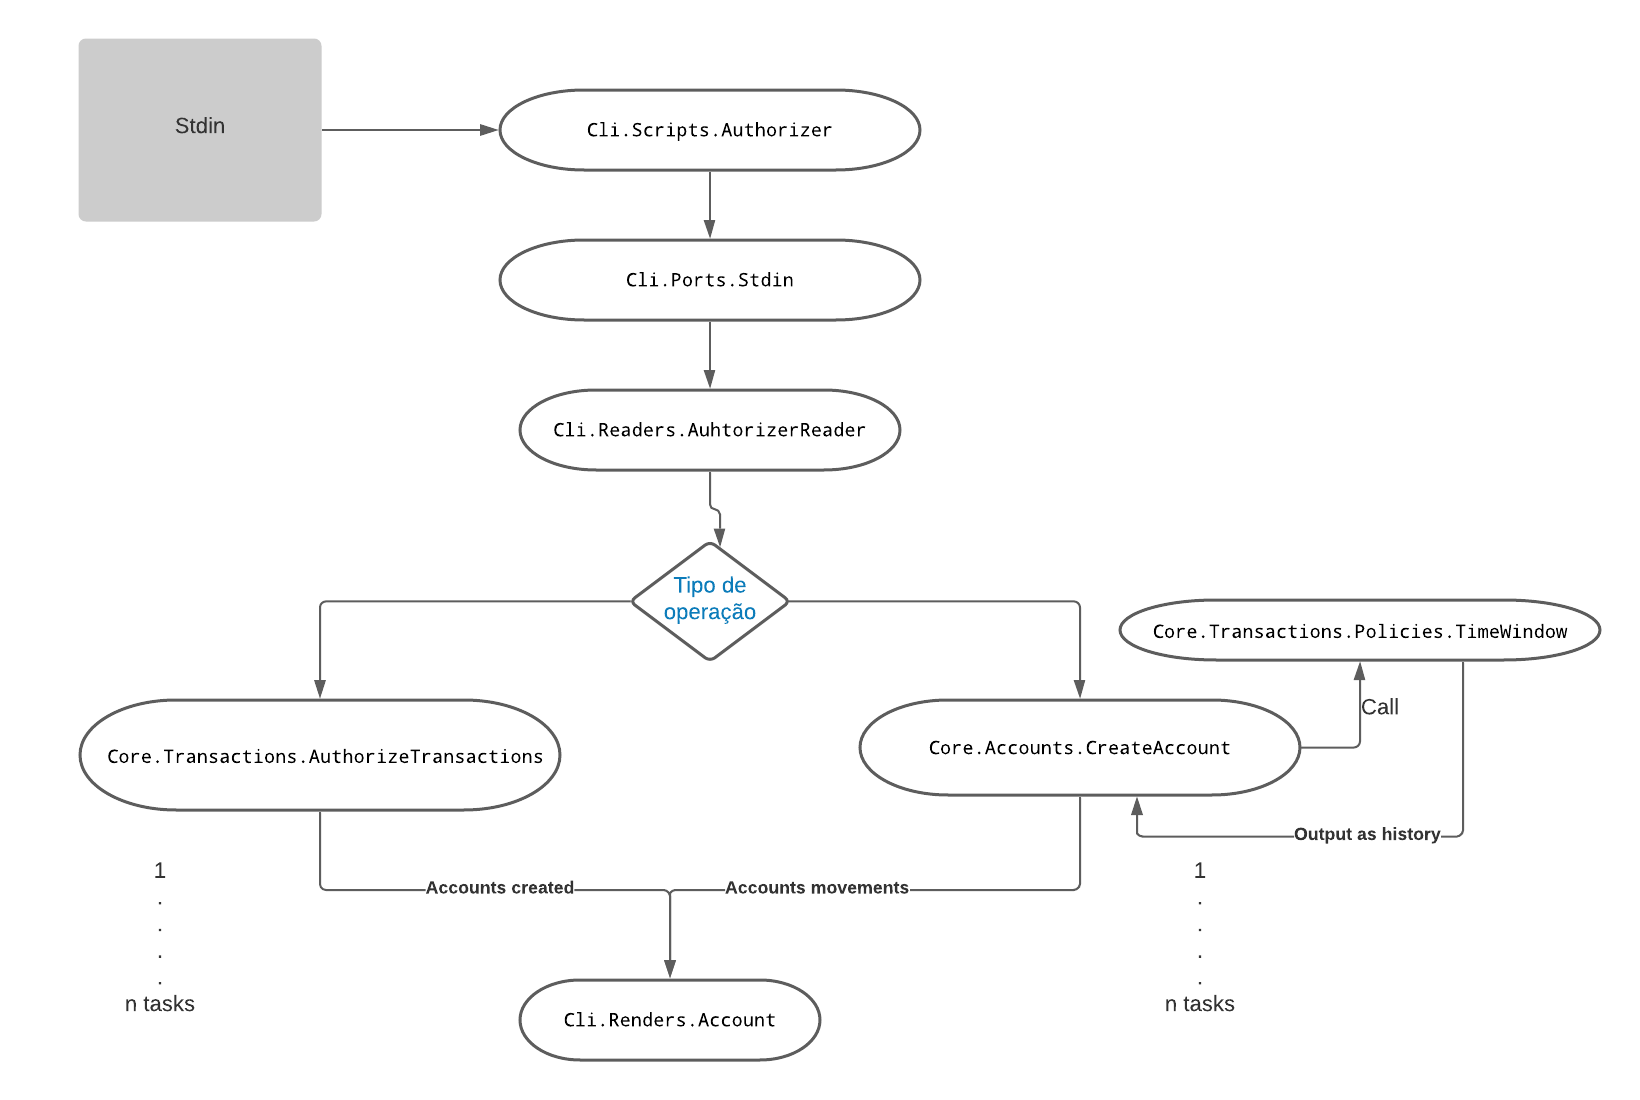 Stdin
Cli.Scripts.Authorizer
Cli.Ports.Stdin
Cli.Readers.AuhtorizerReader
Tipo de
operação
Core.Transactions.Policies.TimeWindow
Call
Core.Transactions.AuthorizeTransactions
Core.Accounts.CreateAccount
Output as history
1
.
.
.
.
n tasks
Accounts created
Accounts movements
1
.
.
.
.
n tasks
Cli.Renders.Account